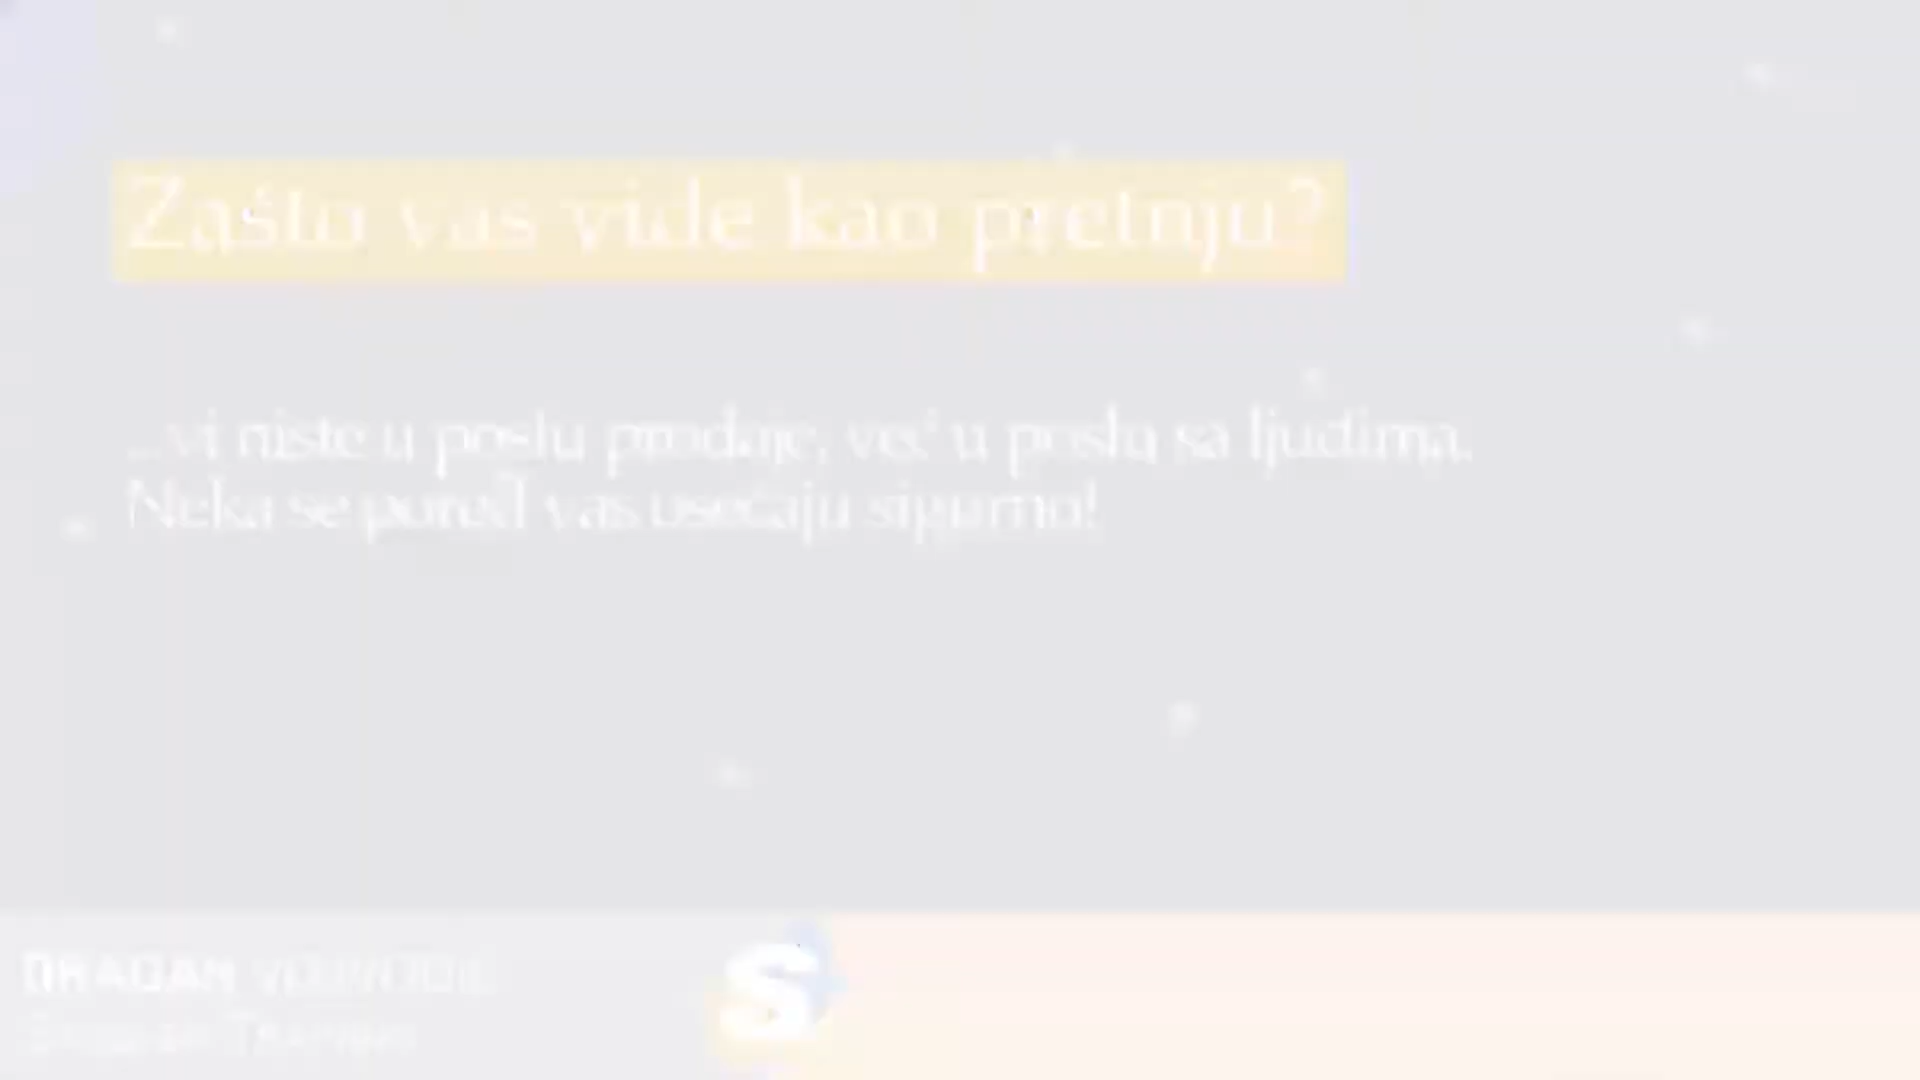 Zašto vas vide kao pretnju?
...vi niste u poslu prodaje, već u poslu sa ljudima.
Neka se pored vas osećaju sigurno!
DRAGAN
S